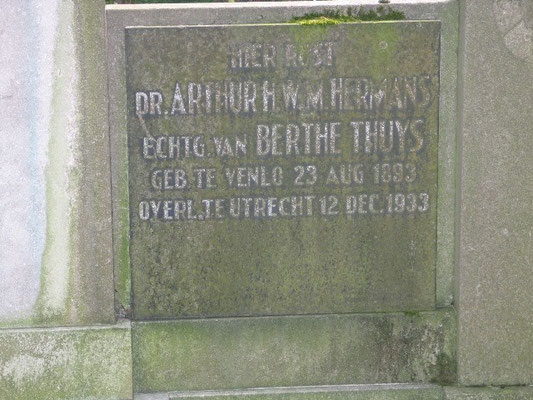 HIER RUST
DR. ARTHUR H.W.M. HERMANS
ECHTG. VAN BERTHE THUYS
GEB. TE VENLO 23 AUG 1893
OVERL. TE UTRECHT 12 DEC. 1933